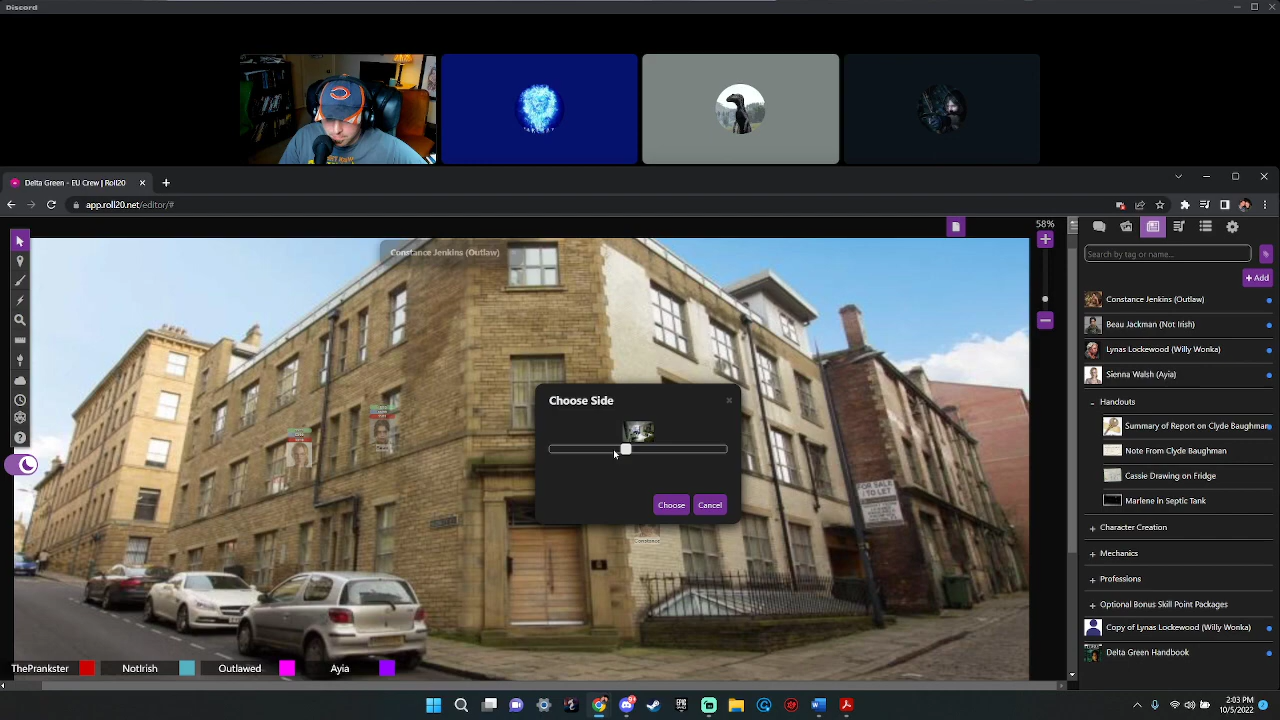 Discord
Delta Green - EU Crew | Roll20
app.roll20.net/editor/#
58%
Constance Jenkins (Outlaw)
Search by tag or name...
+ Add
Constance Jenkins (Outlaw)
Beau Jackman (Not Irish)
Lynas Lockewood (Willy Wonka)
Sienna Walsh (Ayia)
Handouts
Summary of Events on Clyde Baughman
Note From Clyde Baughman
Cassie Drawing on Fridge
Marlene in Septic Tank
Character Creation
Mechanics
Professions
Optional Bonus Skill Point Packages
Copy of Lynas Lockewood (Willy Wonka)
Delta Green Handbook
Choose Side
Choose
Cancel
Constance
FOR SALE
TO LET
ThePrankster
NotIrish
Outlawed
Ayia
2:03 PM
10/5/2022